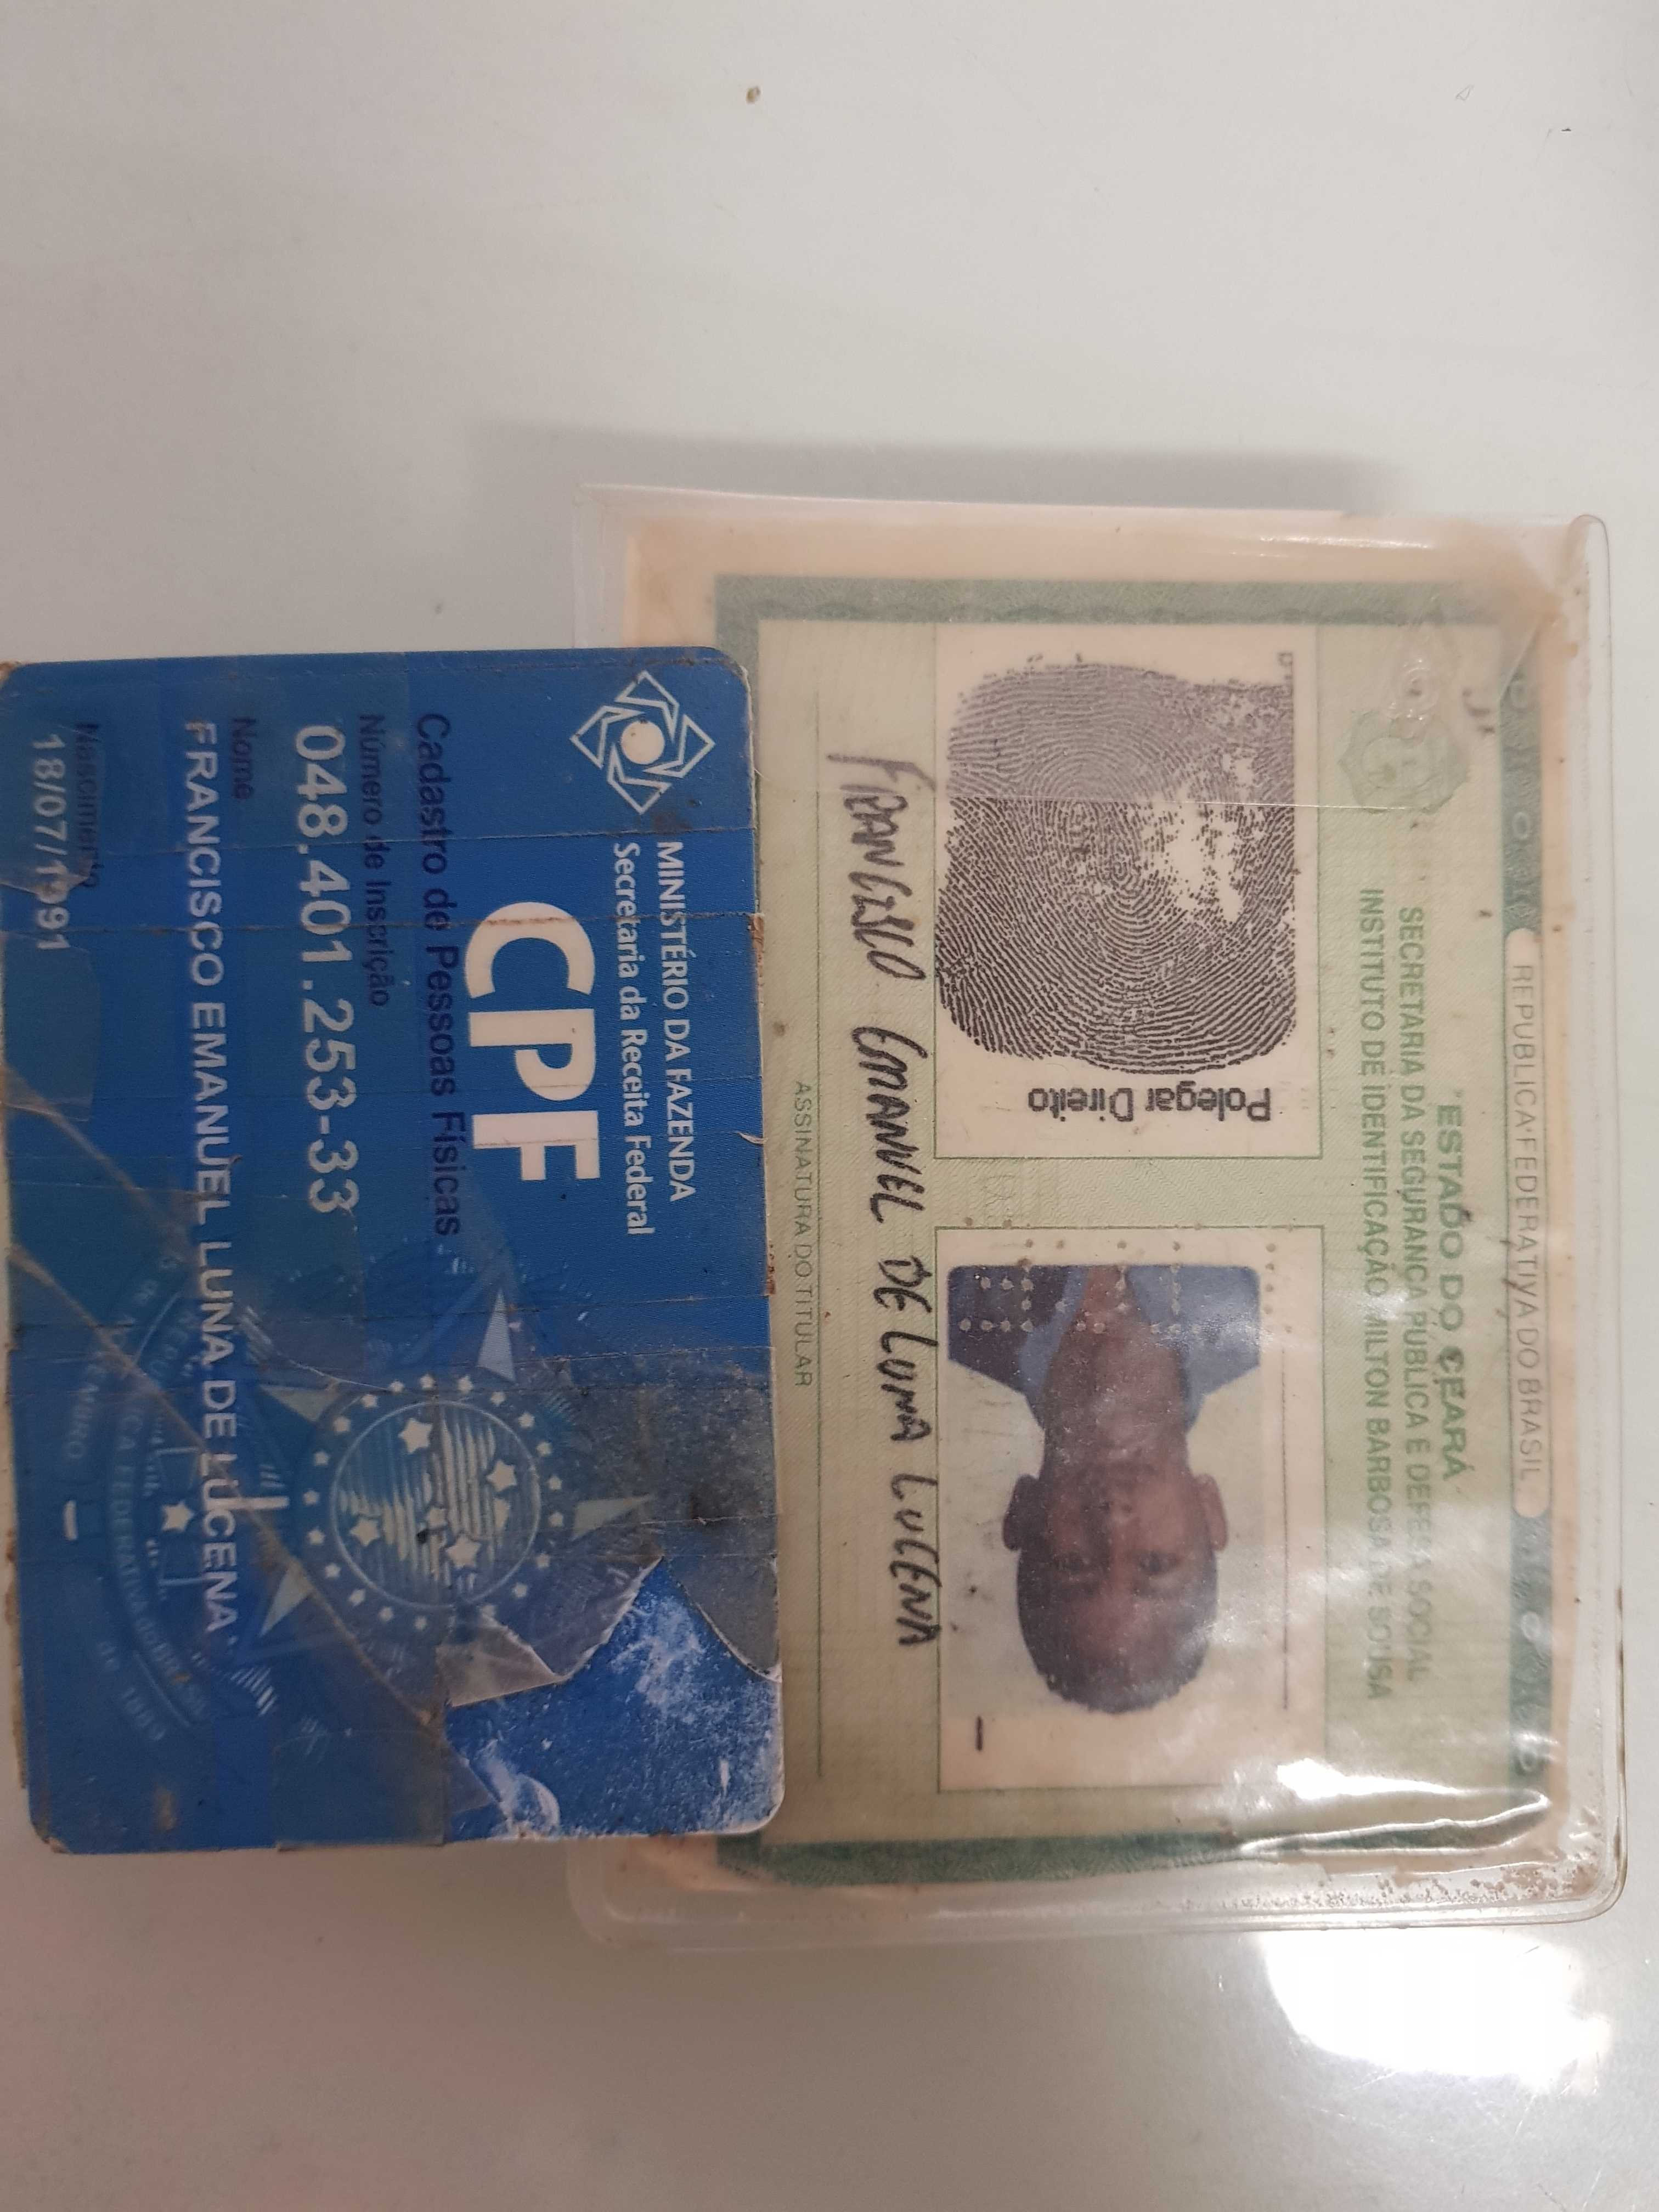 REPUBLICA FEDERATIVA DO BRASIL
ESTADO DO CEARÁ
SECRETARIA DA SEGURANÇA PÚBLICA E DEFESA SOCIAL
INSTITUTO DE IDENTIFICAÇÃO MILTON BARBOSA DE SOUSA
Polegar Direito
FRANCISCO EMANUEL DE LUNA LUCENA
ASSINATURA DO TITULAR
MINISTÉRIO DA FAZENDA
Secretaria da Receita Federal
CPF
Cadastro de Pessoas Físicas
Número de Inscrição
048.401.253-33
Nome
FRANCISCO EMANUEL LUNA DE LUCENA
Nascimento
18/07/1991